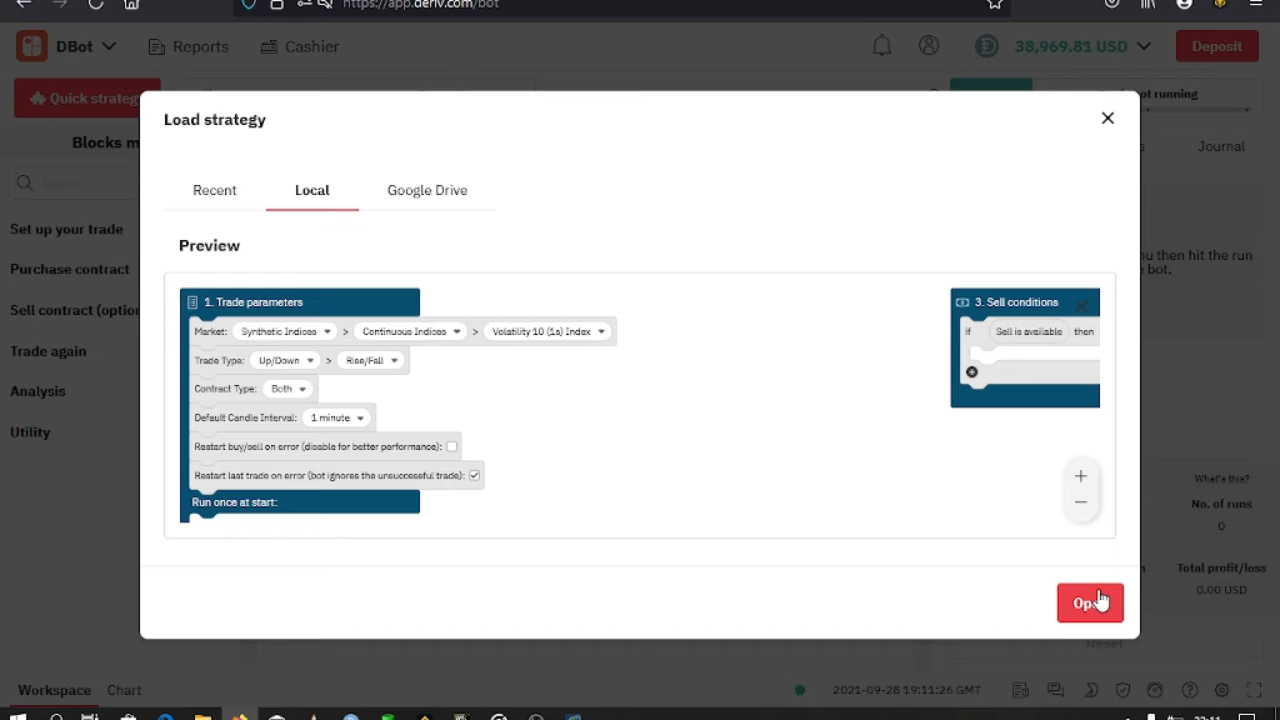 https://app.deriv.com/bot
DBot
Reports
Cashier
38,969.81 USD
Deposit
Quick strategy
Blocks m
Search
Set up your trade
Purchase contract
Sell contract (option
Trade again
Analysis
Utility
Load strategy
Recent
Local
Google Drive
Preview
1. Trade parameters
Market: Synthetic Indices > Continuous Indices > Volatility 10 (1s) Index
Trade Type: Up/Down > Rise/Fall
Contract Type: Both
Default Candle Interval: 1 minute
Restart buy/sell on error (disable for better performance):
Restart last trade on error (bot ignores the unsuccessful trade):
Run once at start:
3. Sell conditions
if Sell is available then
+
−
Op
ot running
s
Journal
nu then hit the run
e bot.
What's this?
No. of runs
0
n
Total profit/loss
0.00 USD
Reset
Workspace
Chart
2021-09-28 19:11:26 GMT